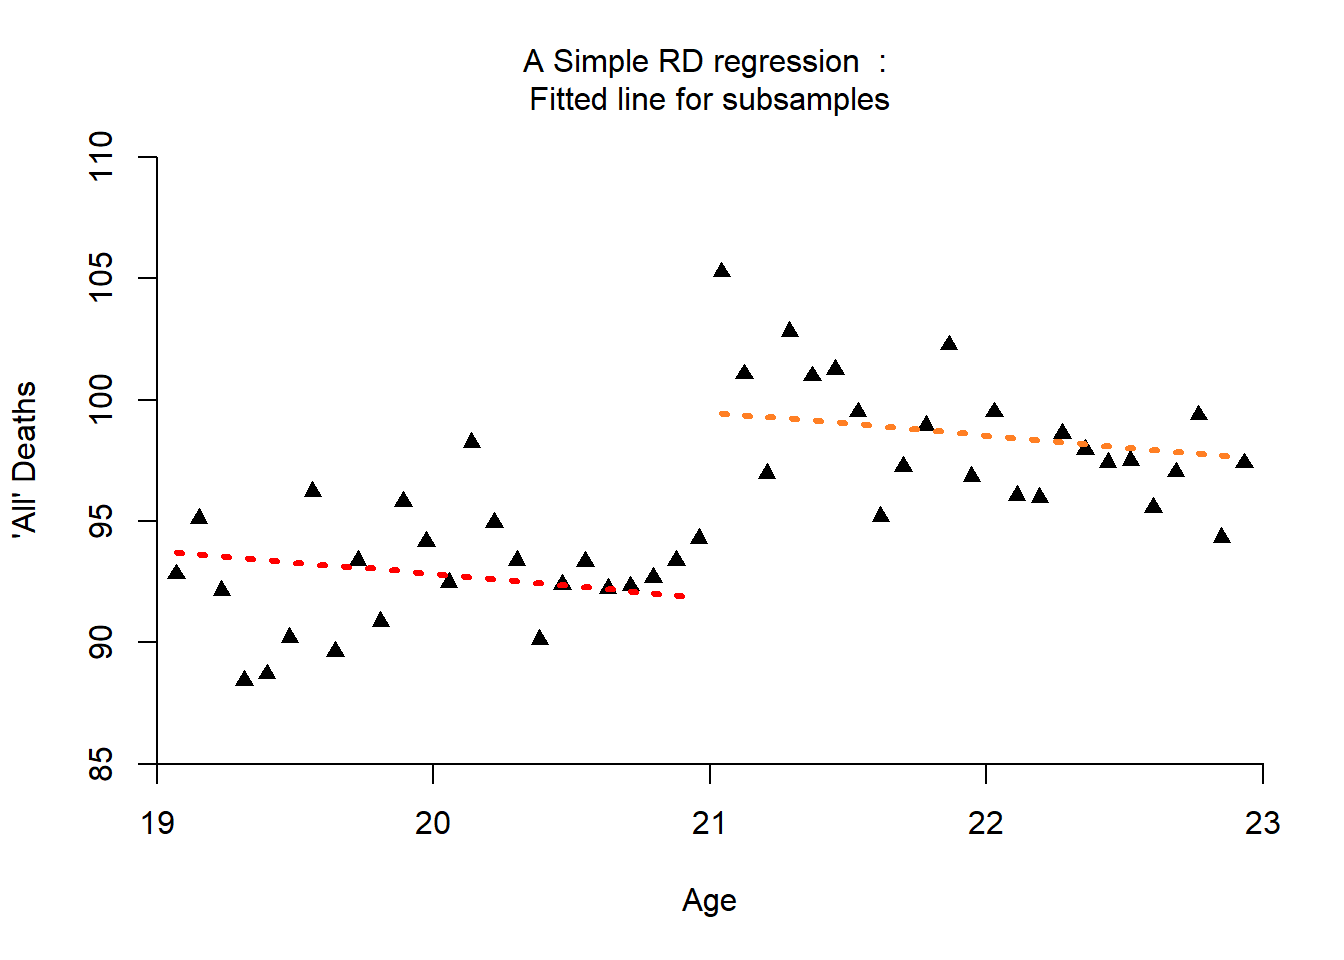 A Simple RD regression  :
Fitted line for subsamples
110
105
100
95
90
85
'All' Deaths
19 20 21 22 23
Age